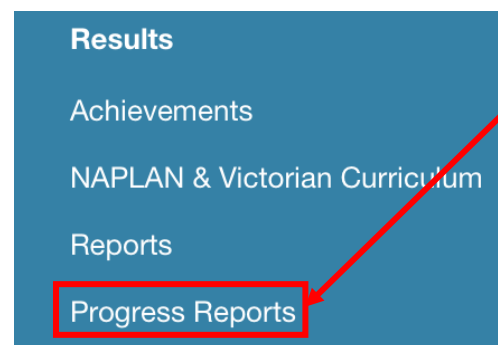 Results
Achievements
NAPLAN & Victorian Curriculum
Reports
Progress Reports